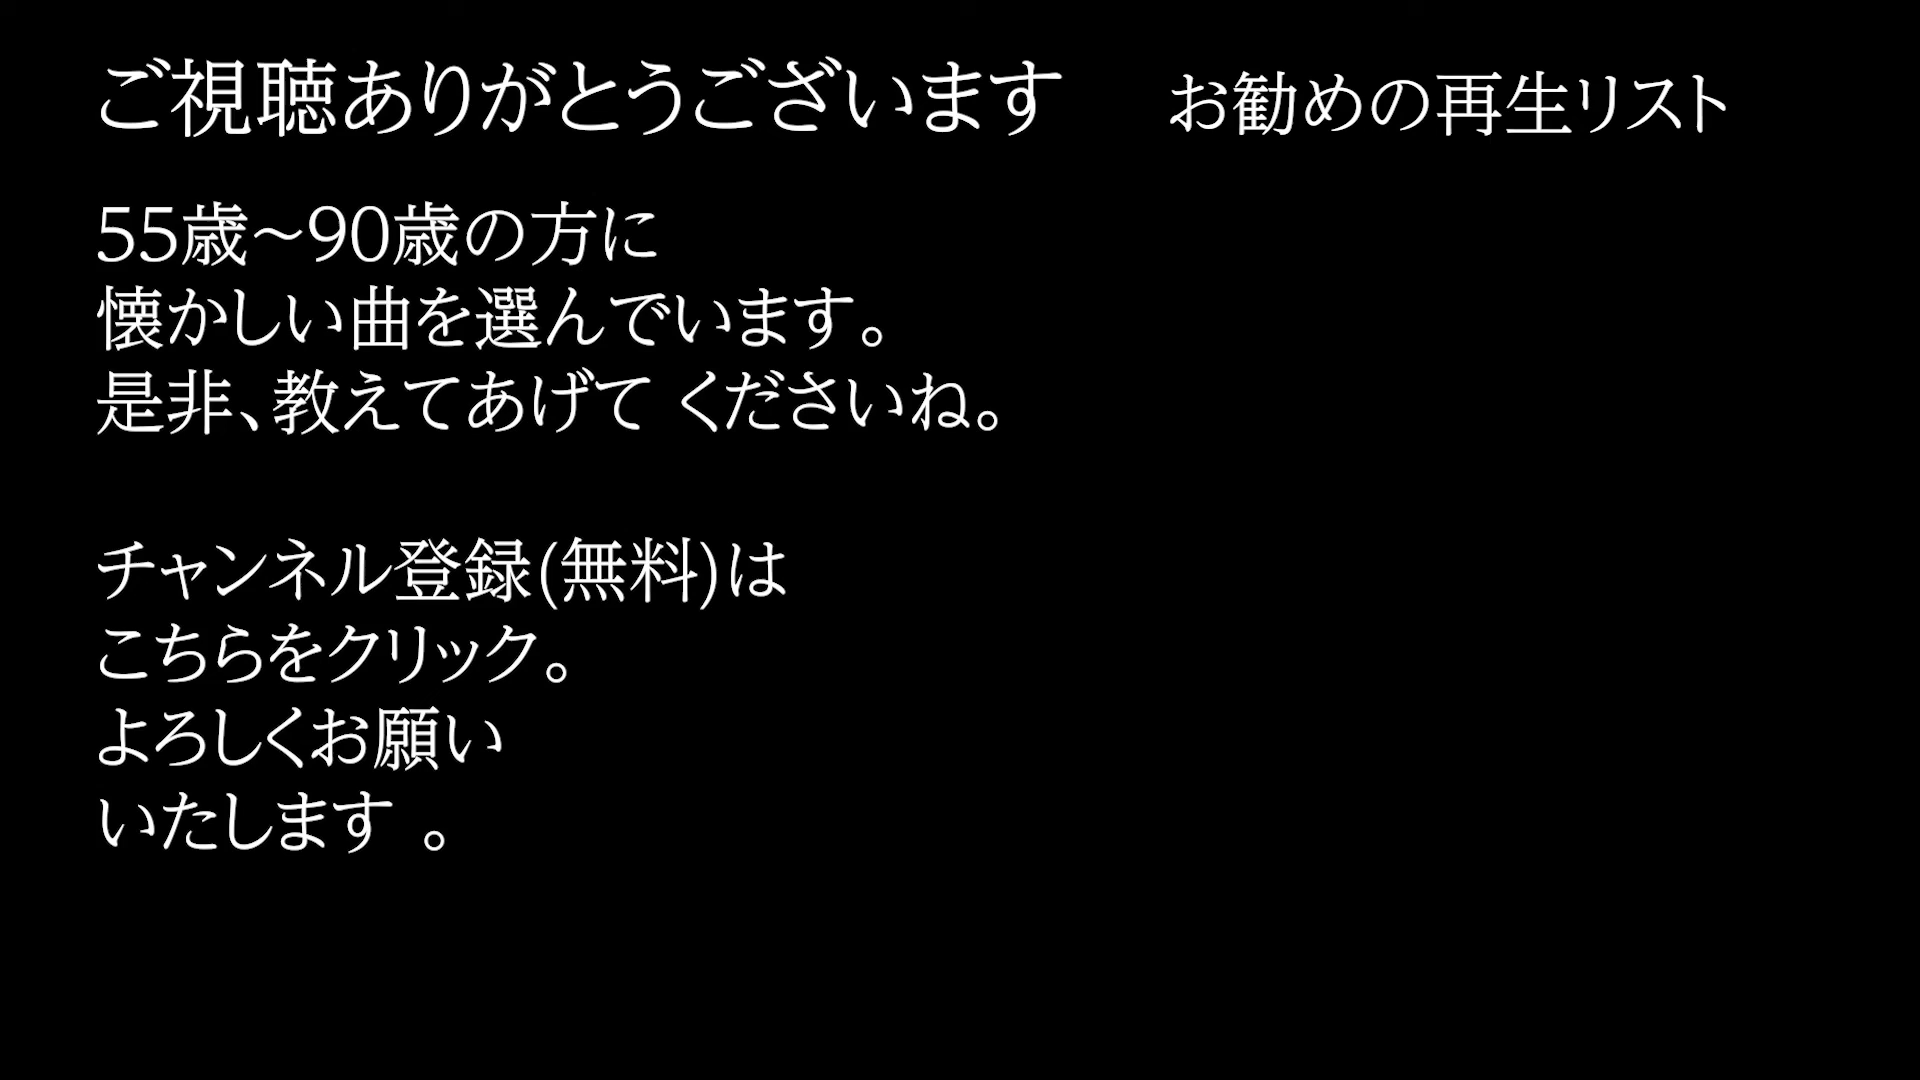 ご視聴ありがとうございます
お勧めの再生リスト
55歳～90歳の方に
懐かしい曲を選んでいます。
是非、教えてあげて くださいね。
チャンネル登録(無料)は
こちらをクリック。
よろしくお願い
いたします 。